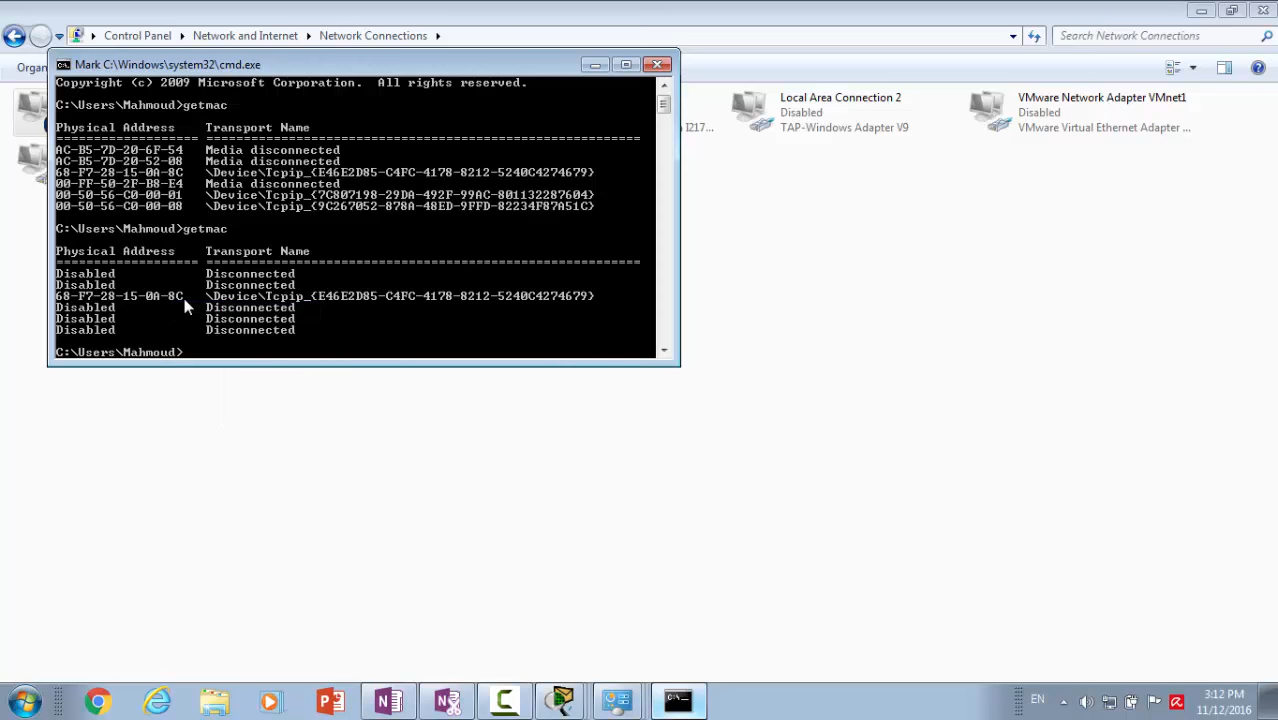 Control Panel
Network and Internet
Network Connections
Search Network Connections
Organ
Mark C:\Windows\system32\cmd.exe
Copyright (c) 2009 Microsoft Corporation.  All rights reserved.
C:\Users\Mahmoud>getmac
Physical Address    Transport Name
=================== ==========================================================
AC-B5-7D-20-6F-54   Media disconnected
AC-B5-7D-20-52-08   Media disconnected
68-F7-28-15-0A-8C   \Device\Tcpip_{E46E2D85-C4FC-4178-8212-5240C4274679}
00-FF-50-2F-B8-E4   Media disconnected
00-50-56-C0-00-01   \Device\Tcpip_{7C807198-29DA-492F-99AC-801132287604}
00-50-56-C0-00-08   \Device\Tcpip_{9C267052-878A-48ED-9FFD-82234F87A51C}
C:\Users\Mahmoud>getmac
Physical Address    Transport Name
=================== ==========================================================
Disabled            Disconnected
Disabled            Disconnected
68-F7-28-15-0A-8C   \Device\Tcpip_{E46E2D85-C4FC-4178-8212-5240C4274679}
Disabled            Disconnected
Disabled            Disconnected
Disabled            Disconnected
C:\Users\Mahmoud>
I217...
Local Area Connection 2
Disabled
TAP-Windows Adapter V9
VMware Network Adapter VMnet1
Disabled
VMware Virtual Ethernet Adapter ...
EN
3:12 PM
11/12/2016